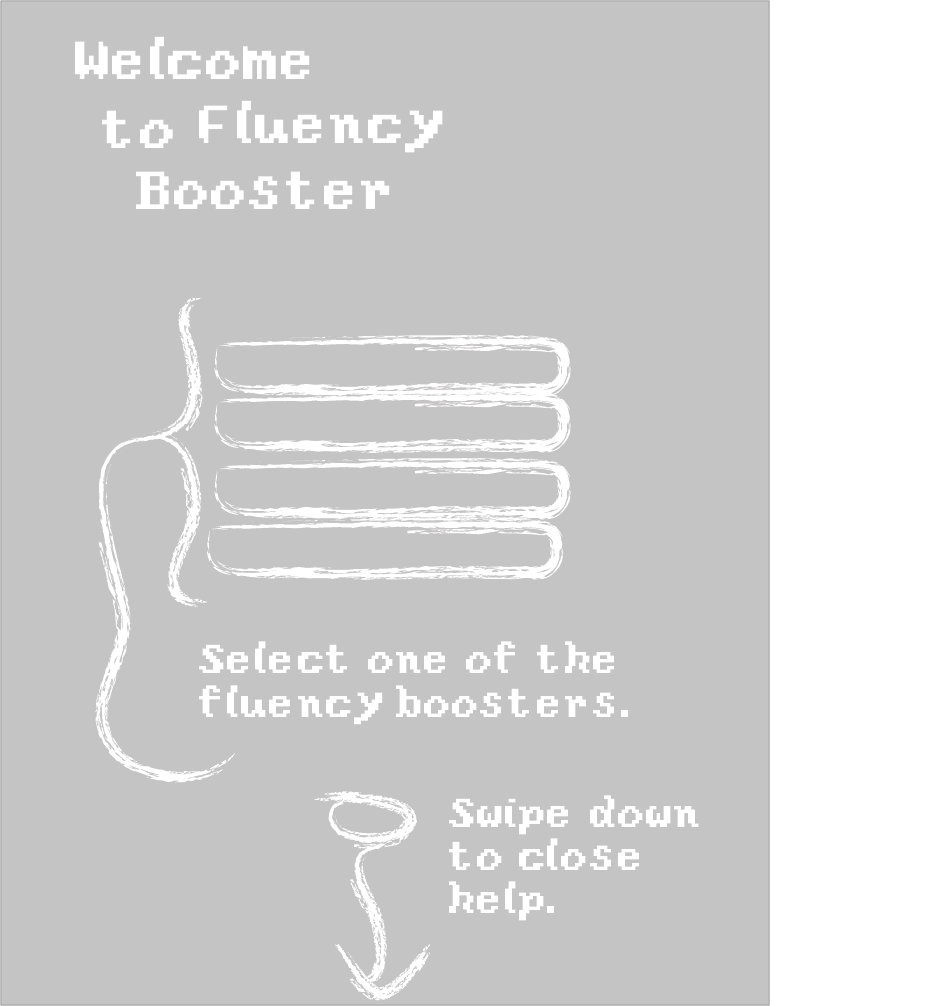 Welcome
to Fluency
Booster
Select one of the
fluency boosters.
Swipe down
to close
help.